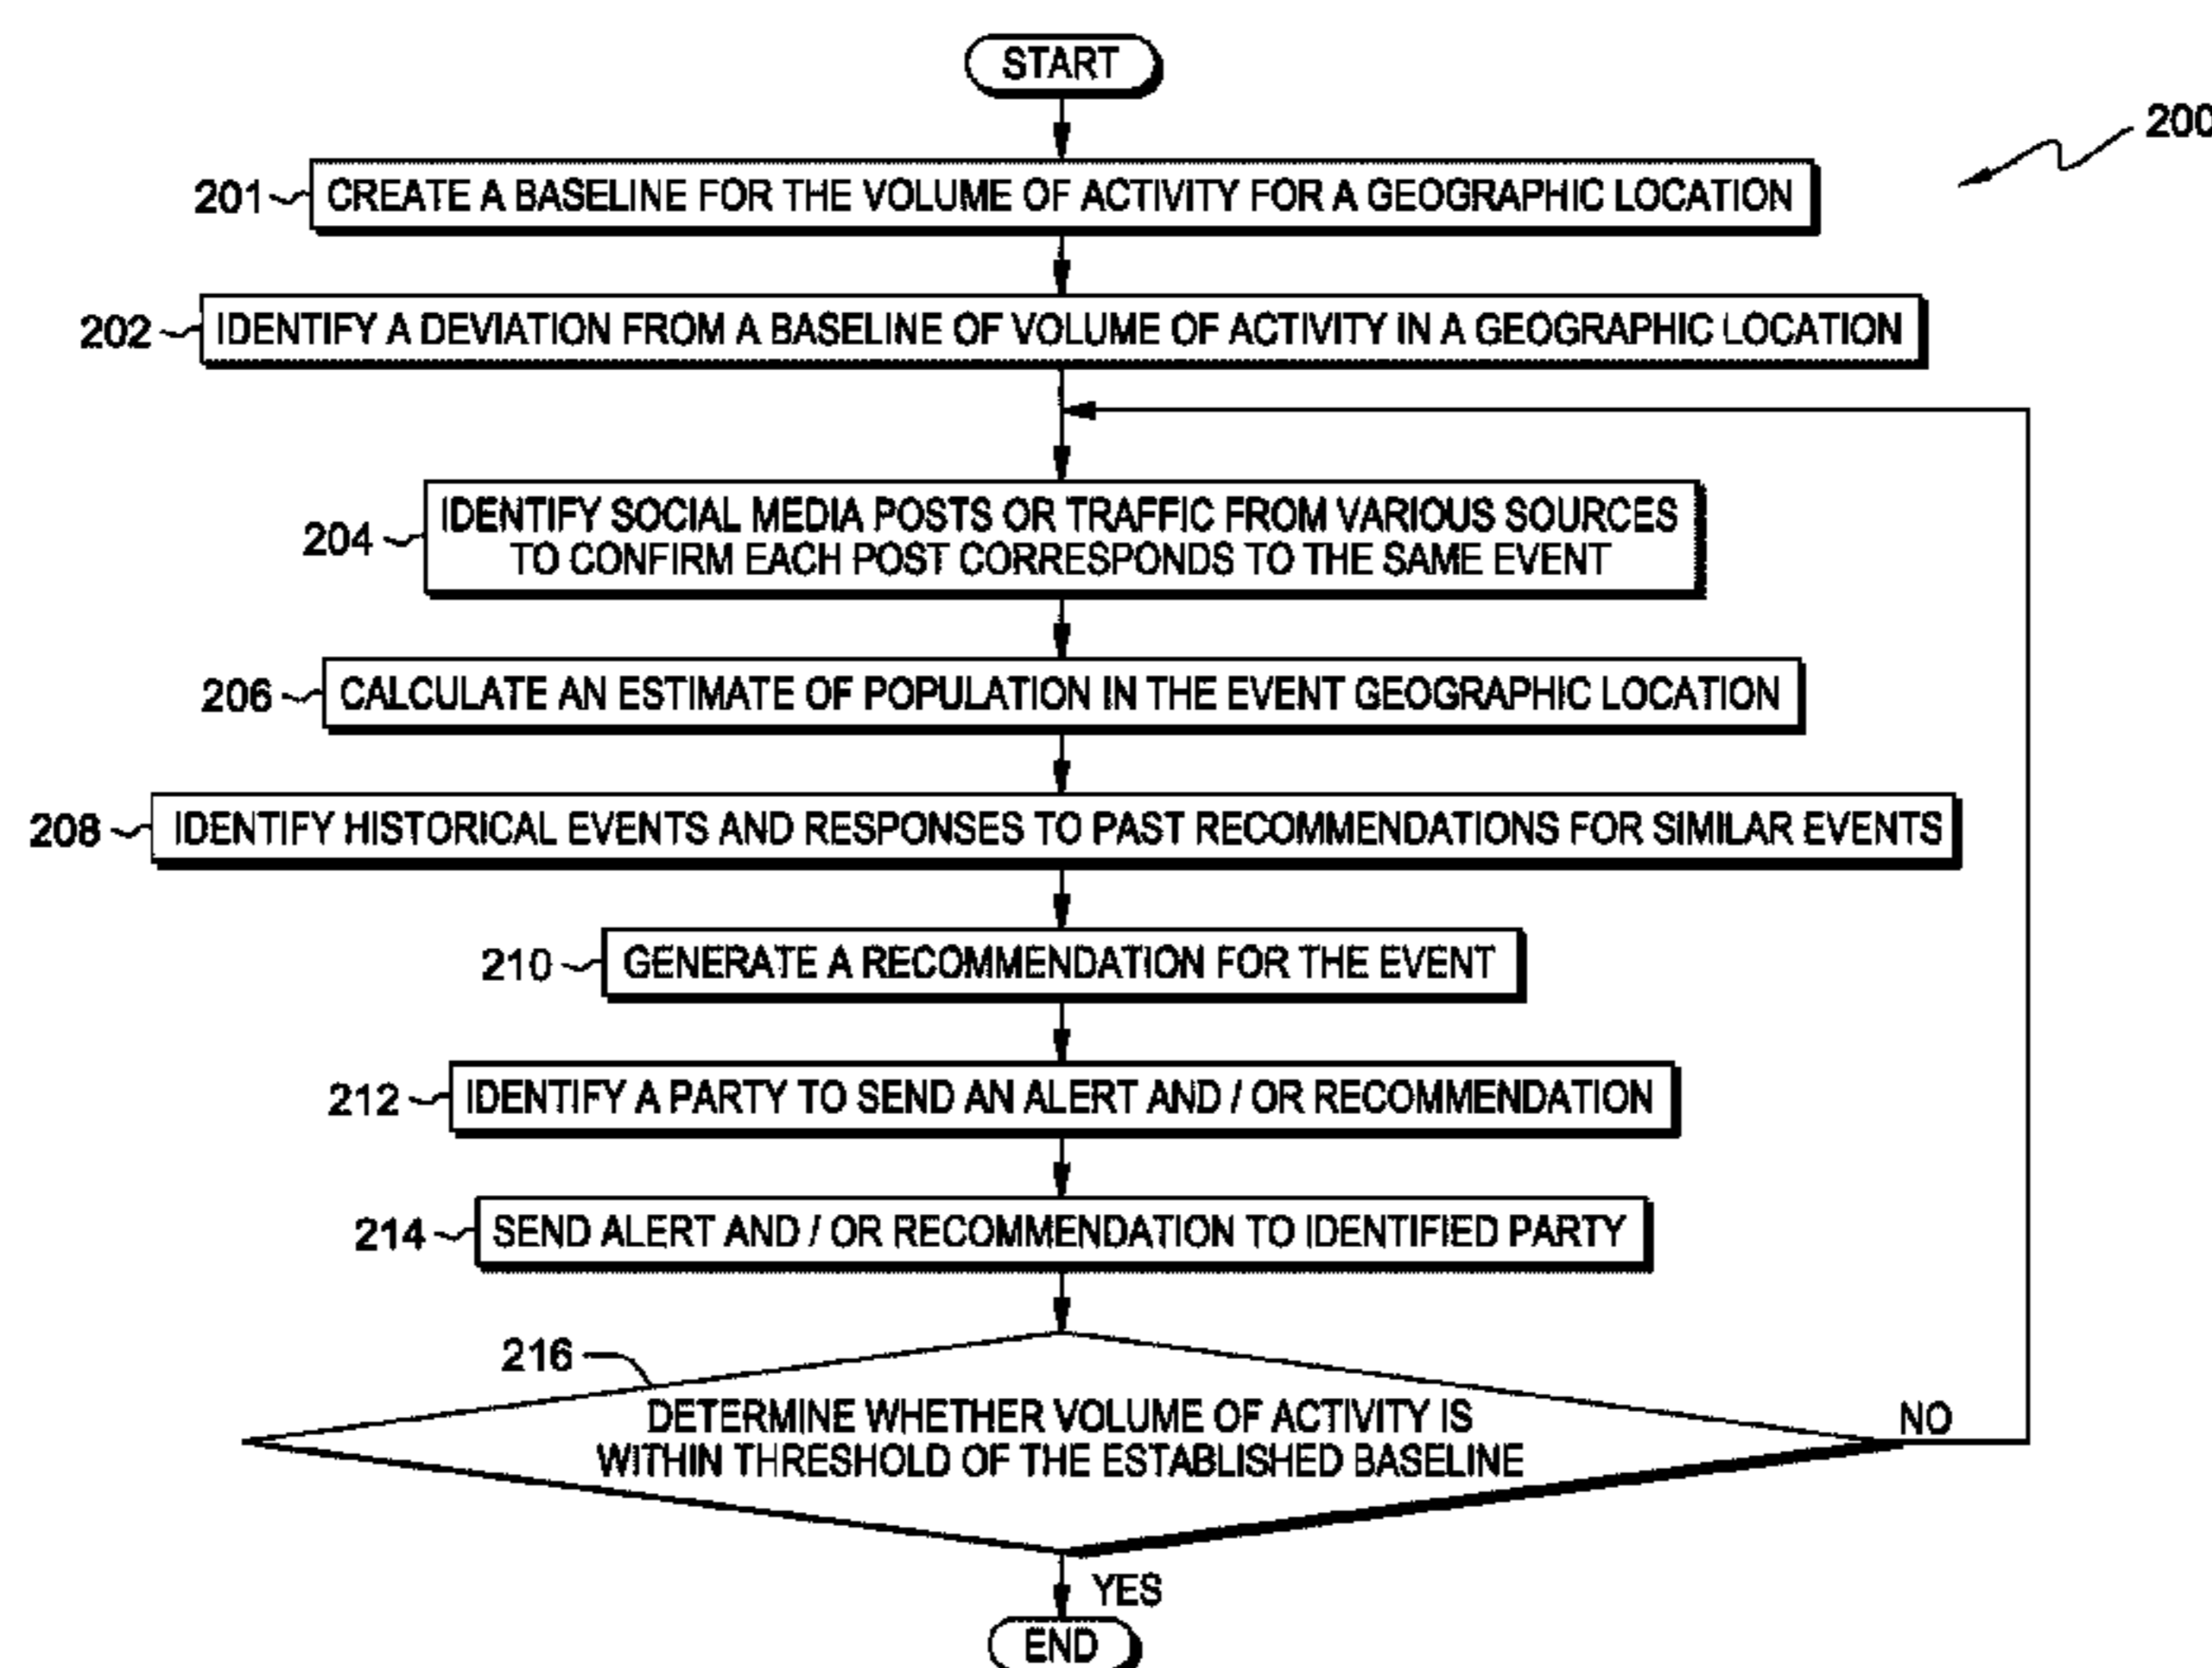 START
200
201
CREATE A BASELINE FOR THE VOLUME OF ACTIVITY FOR A GEOGRAPHIC LOCATION
202
IDENTIFY A DEVIATION FROM A BASELINE OF VOLUME OF ACTIVITY IN A GEOGRAPHIC LOCATION
204
IDENTIFY SOCIAL MEDIA POSTS OR TRAFFIC FROM VARIOUS SOURCES
TO CONFIRM EACH POST CORRESPONDS TO THE SAME EVENT
206
CALCULATE AN ESTIMATE OF POPULATION IN THE EVENT GEOGRAPHIC LOCATION
208
IDENTIFY HISTORICAL EVENTS AND RESPONSES TO PAST RECOMMENDATIONS FOR SIMILAR EVENTS
210
GENERATE A RECOMMENDATION FOR THE EVENT
212
IDENTIFY A PARTY TO SEND AN ALERT AND / OR RECOMMENDATION
214
SEND ALERT AND / OR RECOMMENDATION TO IDENTIFIED PARTY
216
DETERMINE WHETHER VOLUME OF ACTIVITY IS
WITHIN THRESHOLD OF THE ESTABLISHED BASELINE
NO
YES
END